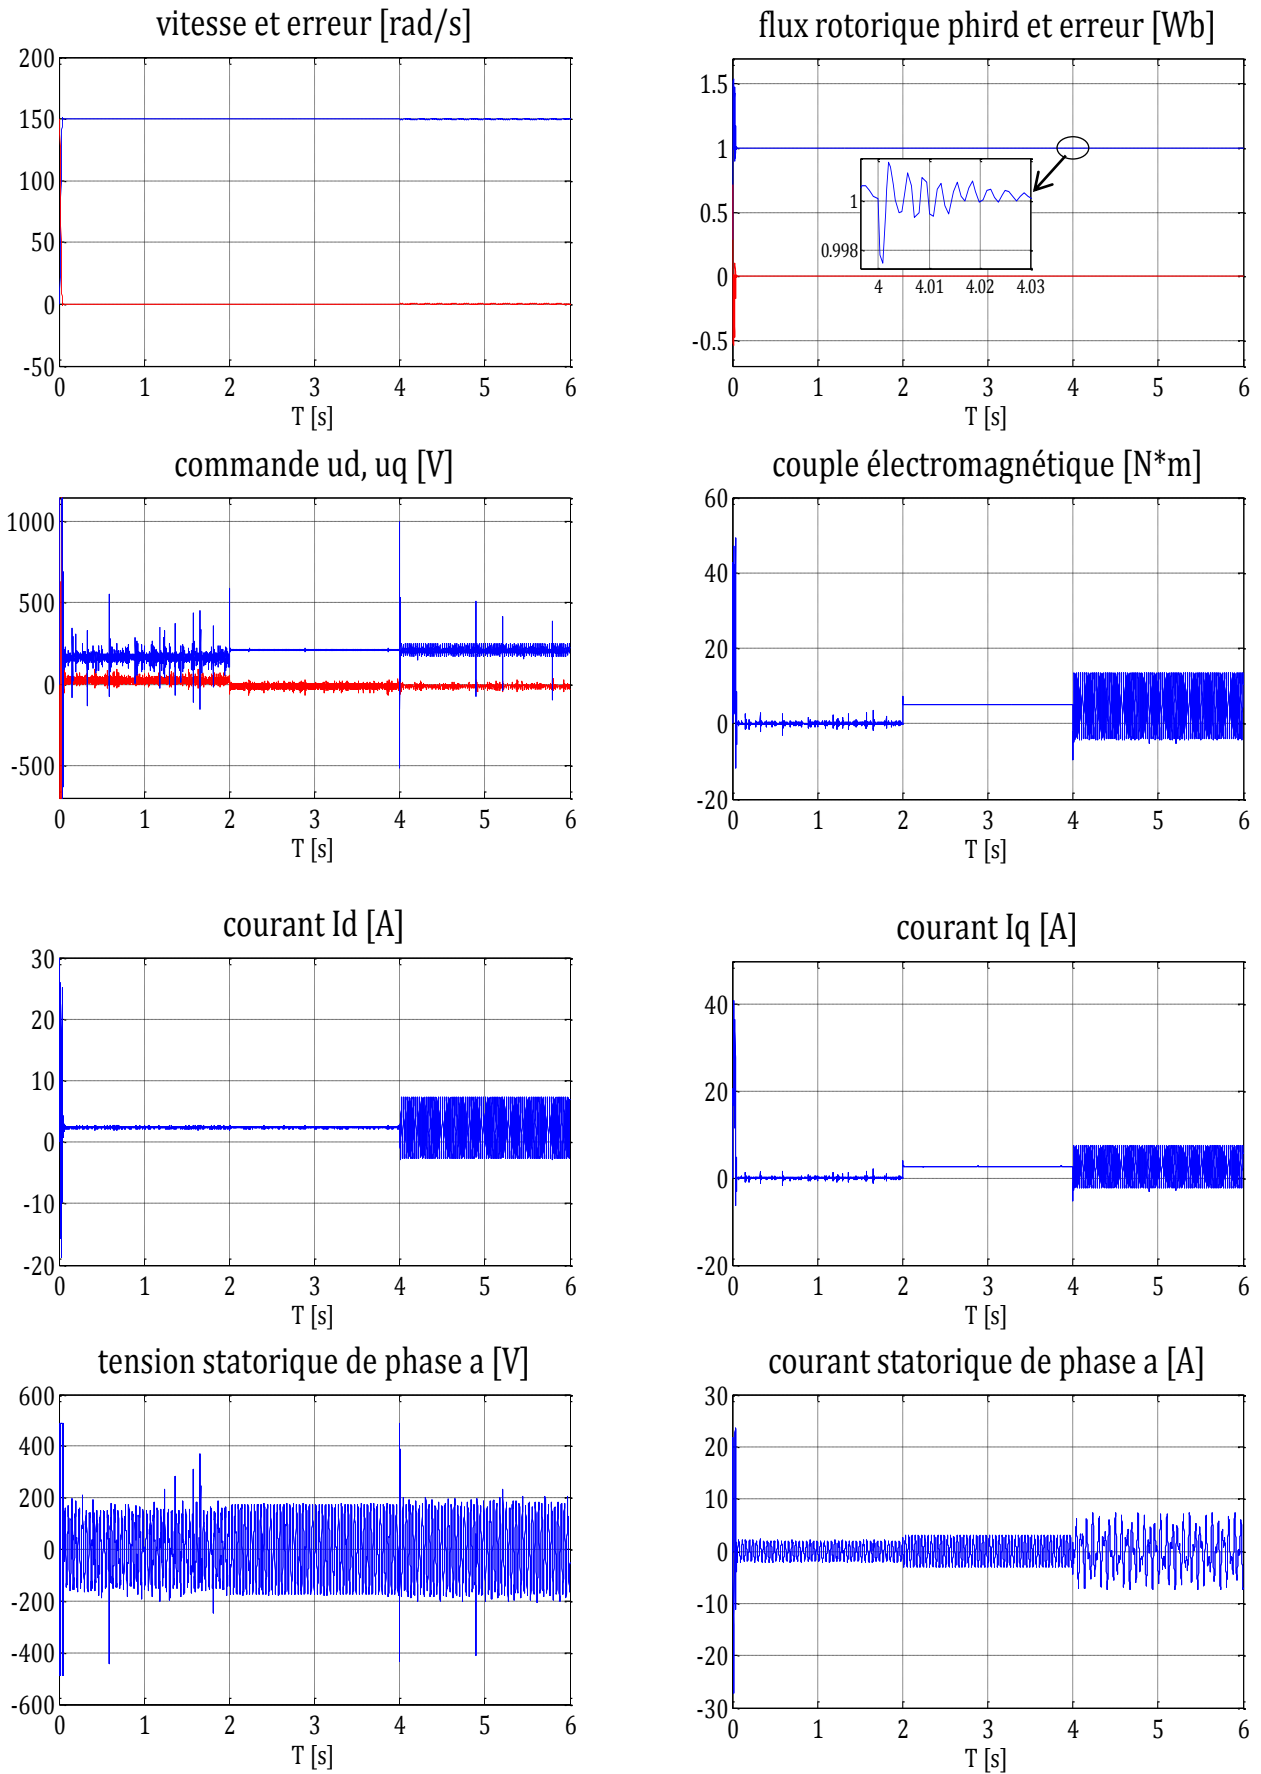 vitesse et erreur [rad/s]
200
150
100
50
0
-50
0 1 2 3 4 5 6
T [s]
flux rotorique phird et erreur [Wb]
1.5
1
0.5
0
-0.5
1
0.998
4 4.01 4.02 4.03
0 1 2 3 4 5 6
T [s]
commande ud, uq [V]
1000
500
0
-500
0 1 2 3 4 5 6
T [s]
couple électromagnétique [N*m]
60
40
20
0
-20
0 1 2 3 4 5 6
T [s]
courant Id [A]
30
20
10
0
-10
-20
0 1 2 3 4 5 6
T [s]
courant Iq [A]
40
20
0
-20
0 1 2 3 4 5 6
T [s]
tension statorique de phase a [V]
600
400
200
0
-200
-400
-600
0 1 2 3 4 5 6
T [s]
courant statorique de phase a [A]
30
20
10
0
-10
-20
-30
0 1 2 3 4 5 6
T [s]